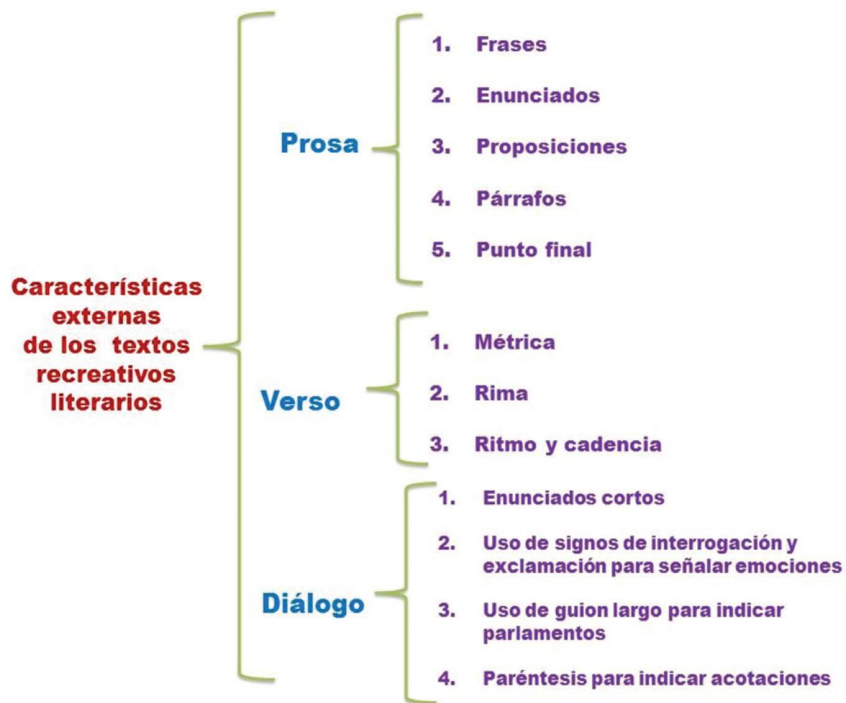 Características
externas
de los textos
recreativos
literarios
Prosa
1. Frases
2. Enunciados
3. Proposiciones
4. Párrafos
5. Punto final
Verso
1. Métrica
2. Rima
3. Ritmo y cadencia
Diálogo
1. Enunciados cortos
2. Uso de signos de interrogación y
exclamación para señalar emociones
3. Uso de guion largo para indicar
parlamentos
4. Paréntesis para indicar acotaciones